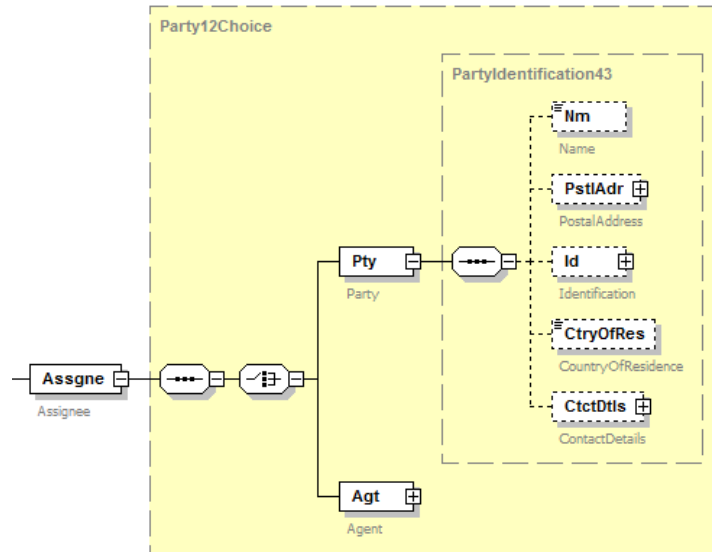 Party12Choice
PartyIdentification43
Nm
Name
PstlAdr
PostalAddress
Pty
Party
Id
Identification
CtryOfRes
CountryOfResidence
Assgne
Assignee
CtctDtls
ContactDetails
Agt
Agent